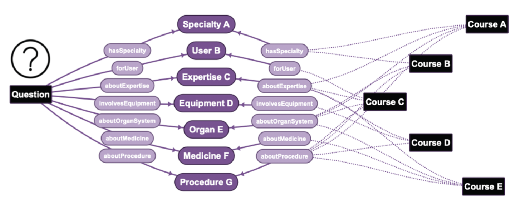 ?
Question
hasSpecialty
forUser
aboutExpertise
involvesEquipment
aboutOrganSystem
aboutMedicine
aboutProcedure
Specialty A
User B
Expertise C
Equipment D
Organ E
Medicine F
Procedure G
hasSpecialty
forUser
aboutExpertise
involvesEquipment
aboutOrganSystem
aboutMedicine
aboutProcedure
Course A
Course B
Course C
Course D
Course E